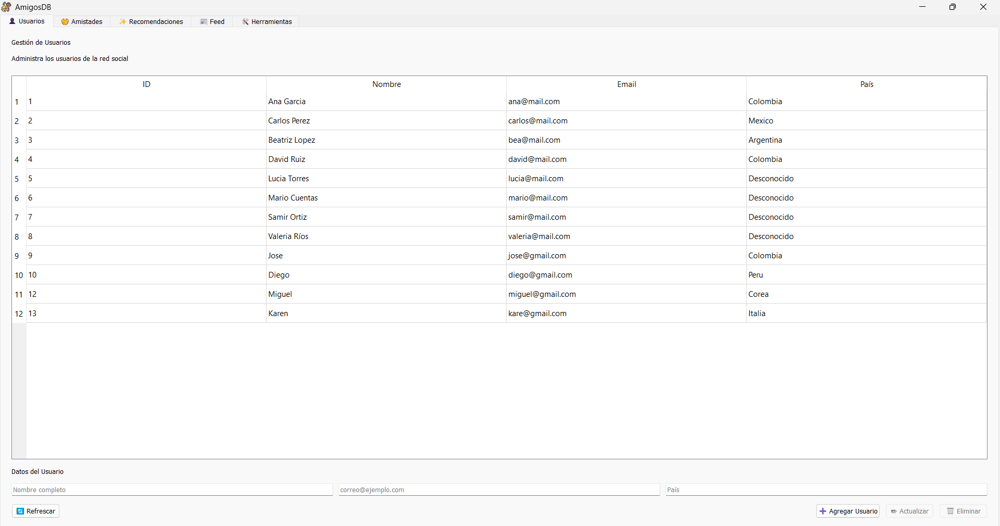 AmigosDB
Usuarios Amistades Recomendaciones Feed Herramientas
Gestión de Usuarios
Administra los usuarios de la red social
ID Nombre Email País
1 1 Ana Garcia ana@mail.com Colombia
2 2 Carlos Perez carlos@mail.com Mexico
3 3 Beatriz Lopez bea@mail.com Argentina
4 4 David Ruiz david@mail.com Colombia
5 5 Lucia Torres lucia@mail.com Desconocido
6 6 Mario Cuentas mario@mail.com Desconocido
7 7 Samir Ortiz samir@mail.com Desconocido
8 8 Valeria Ríos valeria@mail.com Desconocido
9 9 Jose jose@gmail.com Colombia
10 10 Diego diego@gmail.com Peru
11 12 Miguel miguel@gmail.com Corea
12 13 Karen kare@gmail.com Italia
Datos del Usuario
Nombre completo correo@ejemplo.com País
Refrescar Agregar Usuario Actualizar Eliminar